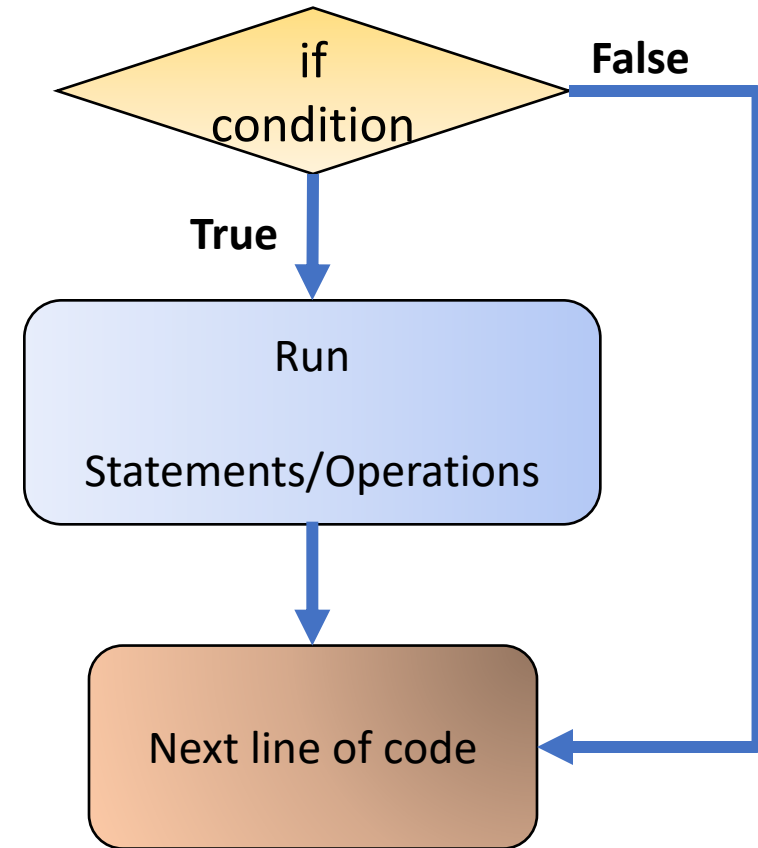 if
condition
False
True
Run
Statements/Operations
Next line of code